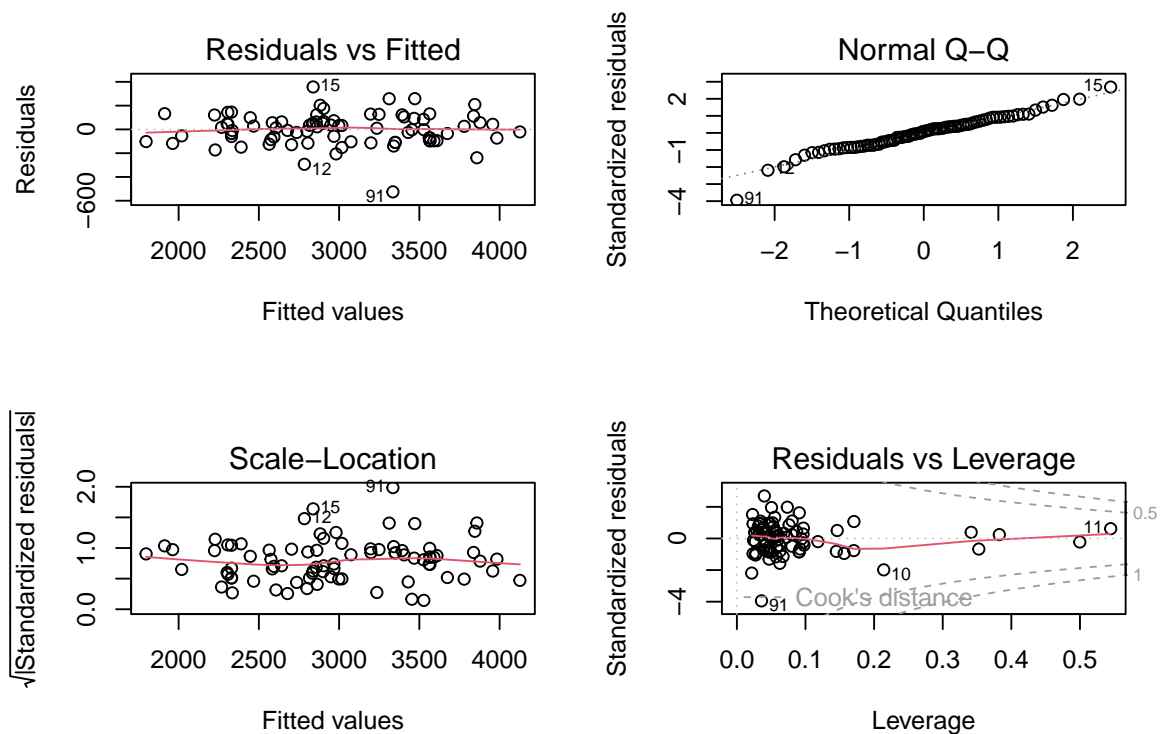 Residuals vs Fitted
Residuals
0
−600
15
12
91
2000 2500 3000 3500 4000
Fitted values
Normal Q−Q
Standardized residuals
2
−1
−4
15
12
91
−2 −1 0 1 2
Theoretical Quantiles
Scale−Location
√|Standardized residuals|
2.0
1.0
0.0
91
15
12
2000 2500 3000 3500 4000
Fitted values
Residuals vs Leverage
Standardized residuals
0
−4
0.5
11
10
1
91
Cook's distance
0.0 0.1 0.2 0.3 0.4 0.5
Leverage